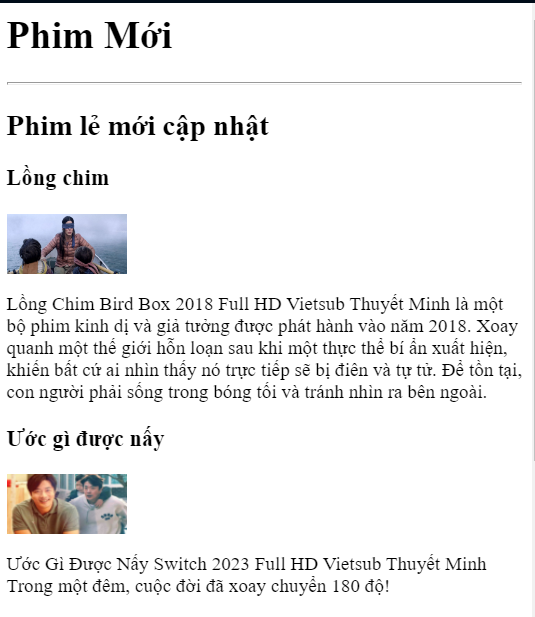 Phim Mới
Phim lẻ mới cập nhật
Lồng chim
Lồng Chim Bird Box 2018 Full HD Vietsub Thuyết Minh là một
bộ phim kinh dị và giả tưởng được phát hành vào năm 2018. Xoay
quanh một thế giới hỗn loạn sau khi một thực thể bí ẩn xuất hiện,
khiến bất cứ ai nhìn thấy nó trực tiếp sẽ bị điên và tự tử. Để tồn tại,
con người phải sống trong bóng tối và tránh nhìn ra bên ngoài.
Ước gì được nấy
Ước Gì Được Nấy Switch 2023 Full HD Vietsub Thuyết Minh
Trong một đêm, cuộc đời đã xoay chuyển 180 độ!